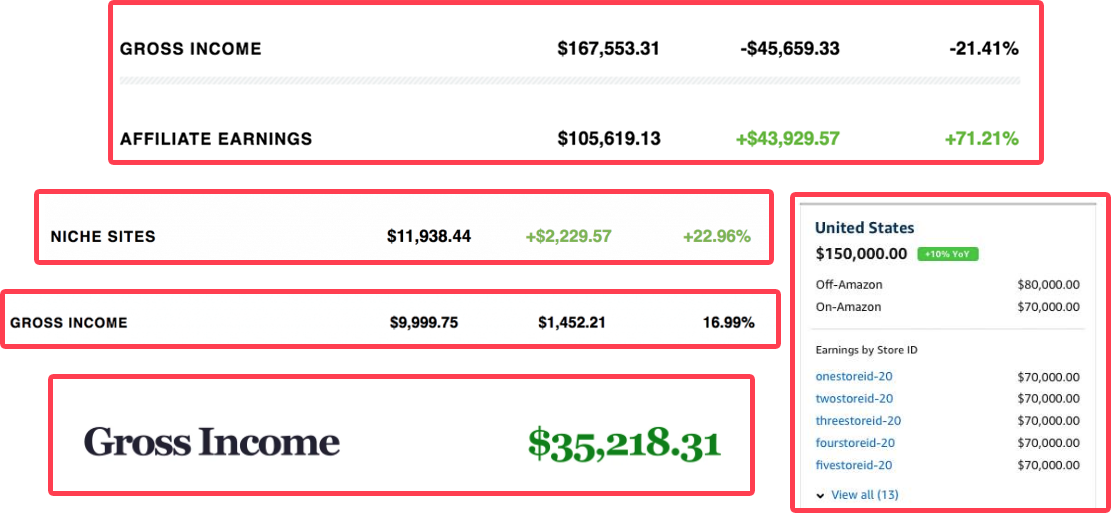 GROSS INCOME $167,553.31 -$45,659.33 -21.41%
AFFILIATE EARNINGS $105,619.13 +$43,929.57 +71.21%
NICHE SITES $11,938.44 +$2,229.57 +22.96%
GROSS INCOME $9,999.75 $1,452.21 16.99%
Gross Income $35,218.31
United States
$150,000.00 +10% YoY
Off-Amazon $80,000.00
On-Amazon $70,000.00
Earnings by Store ID
onestoreid-20 $70,000.00
twostoreid-20 $70,000.00
threestoreid-20 $70,000.00
fourstoreid-20 $70,000.00
fivestoreid-20 $70,000.00
View all (13)